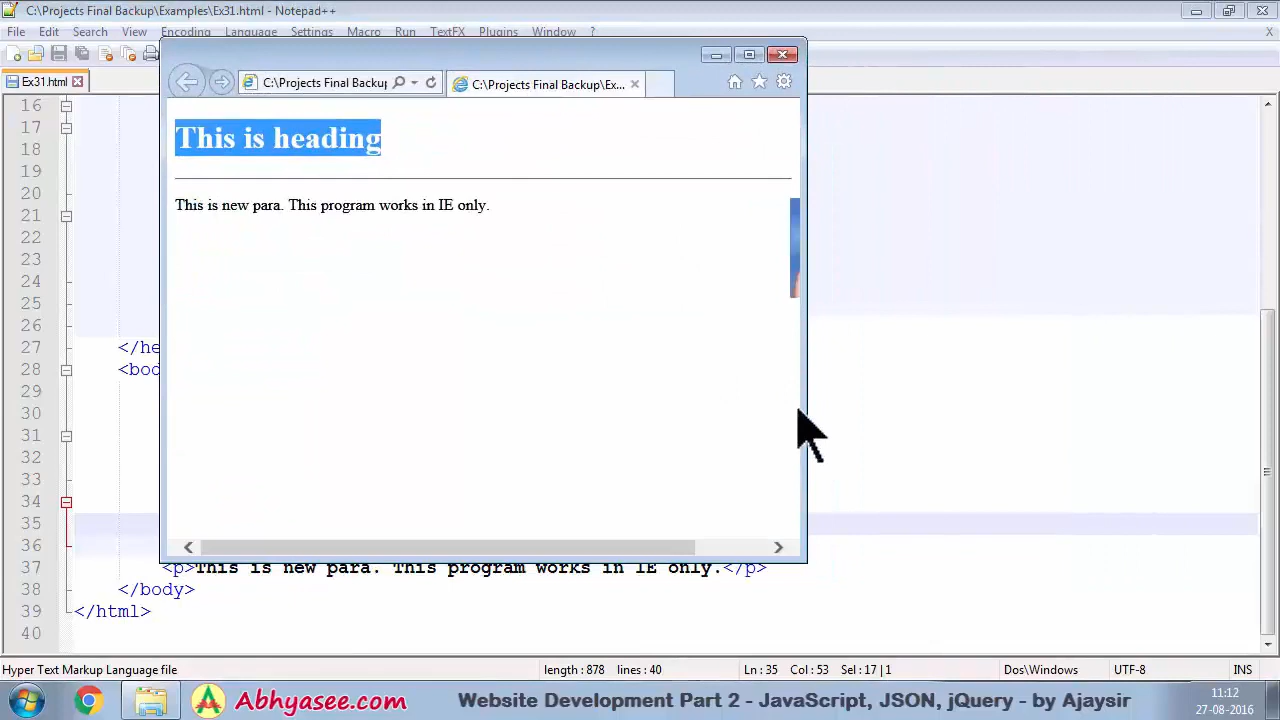 C:\Projects Final Backup\Examples\Ex31.html - Notepad++
File Edit Search View Encoding Language Settings Macro Run TextFX Plugins Window ?
Ex31.html
C:\Projects Final Backup
C:\Projects Final Backup\Ex...
This is heading
This is new para. This program works in IE only.
16
17
18
19
20
21
22
23
24
25
26
27 </he
28 <bod
29
30
31
32
33
34
35
36
37 <p>This is new para. This program works in IE only.</p>
38 </body>
39 </html>
40
Hyper Text Markup Language file length : 878 lines : 40 Ln : 35 Col : 53 Sel : 17 | 1 Dos\Windows UTF-8 INS
Abhyasee.com Website Development Part 2 - JavaScript, JSON, jQuery - by Ajaysir
11:12
27-08-2016